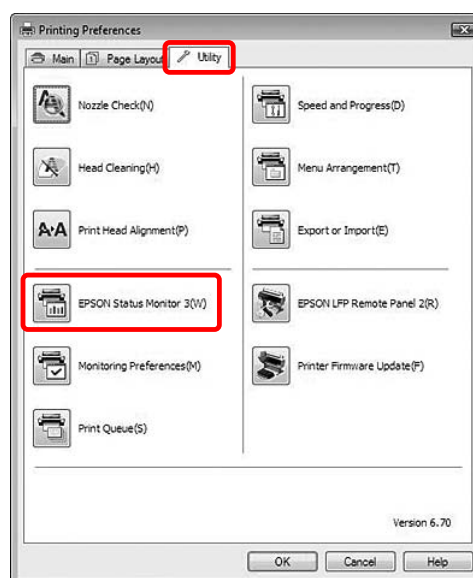 Printing Preferences
Main
Page Layout
Utility
Nozzle Check(N)
Speed and Progress(D)
Head Cleaning(H)
Menu Arrangement(T)
Print Head Alignment(P)
Export or Import(E)
EPSON Status Monitor 3(W)
EPSON LFP Remote Panel 2(R)
Monitoring Preferences(M)
Printer Firmware Update(F)
Print Queue(S)
Version 6.70
OK
Cancel
Help